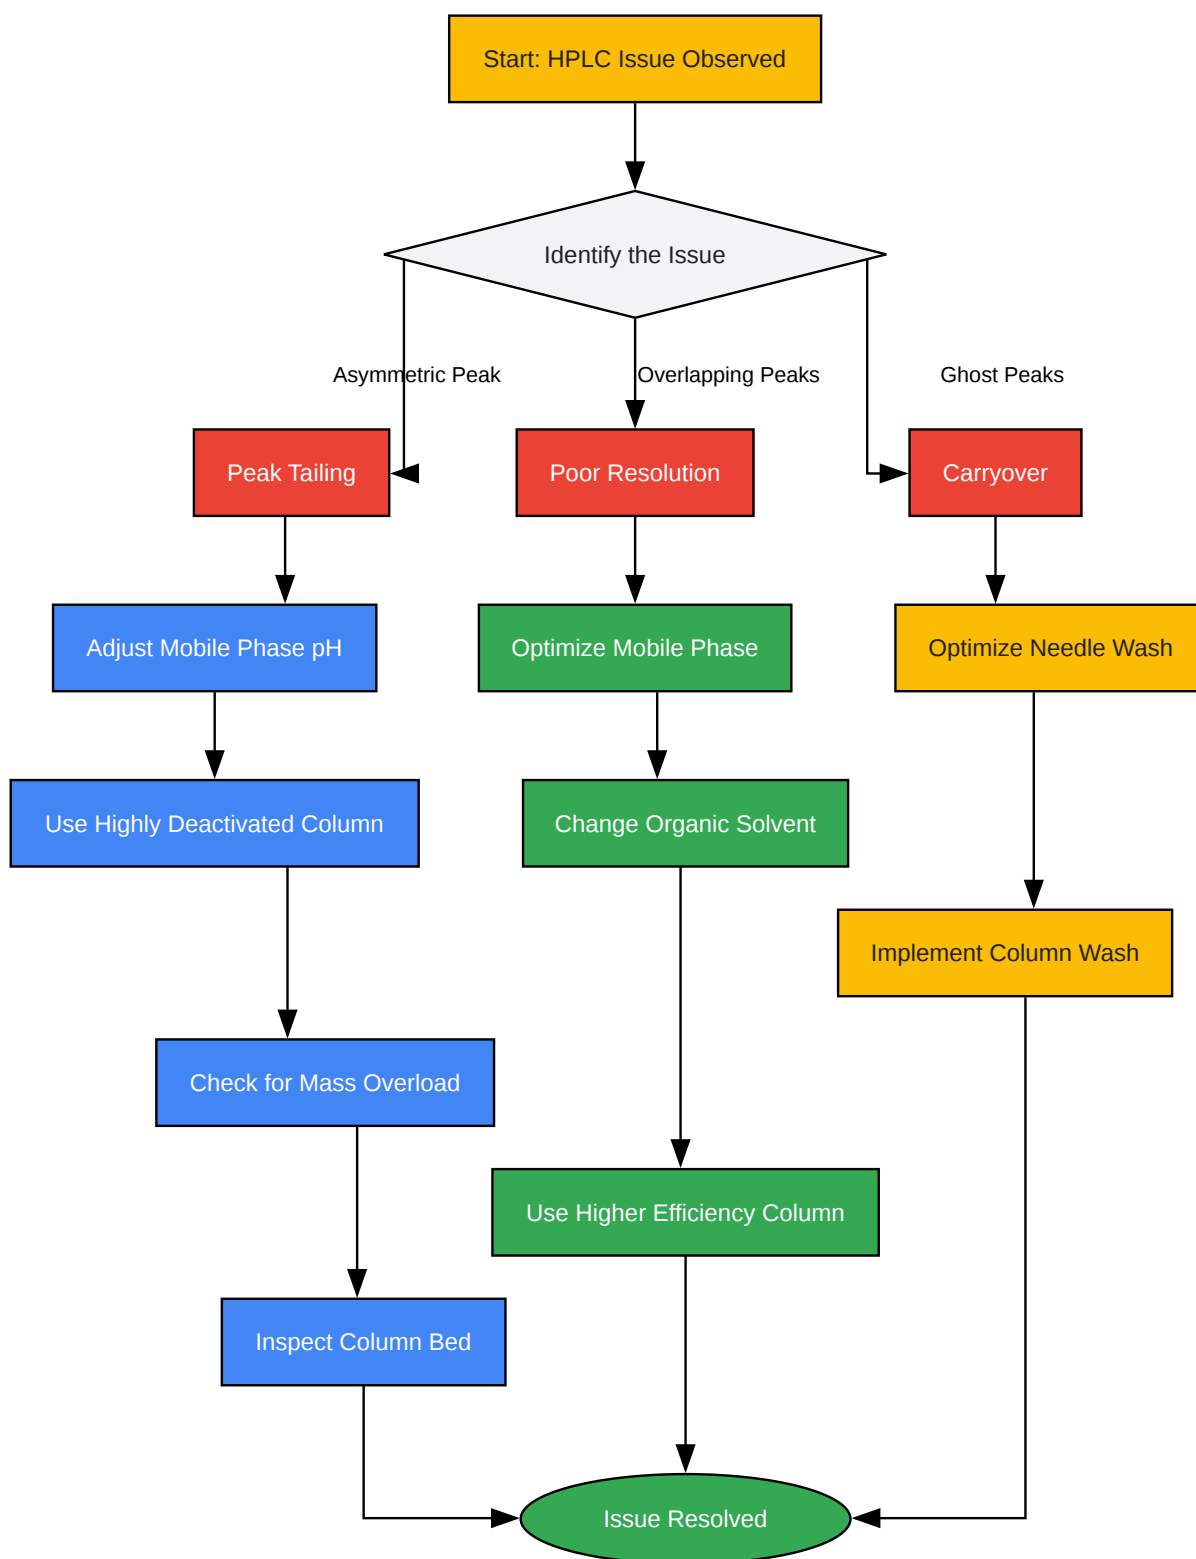 Start: HPLC Issue Observed
Identify the Issue
Asymmetric Peak
Overlapping Peaks
Ghost Peaks
Peak Tailing
Poor Resolution
Carryover
Adjust Mobile Phase pH
Optimize Mobile Phase
Optimize Needle Wash
Use Highly Deactivated Column
Change Organic Solvent
Implement Column Wash
Check for Mass Overload
Use Higher Efficiency Column
Inspect Column Bed
Issue Resolved